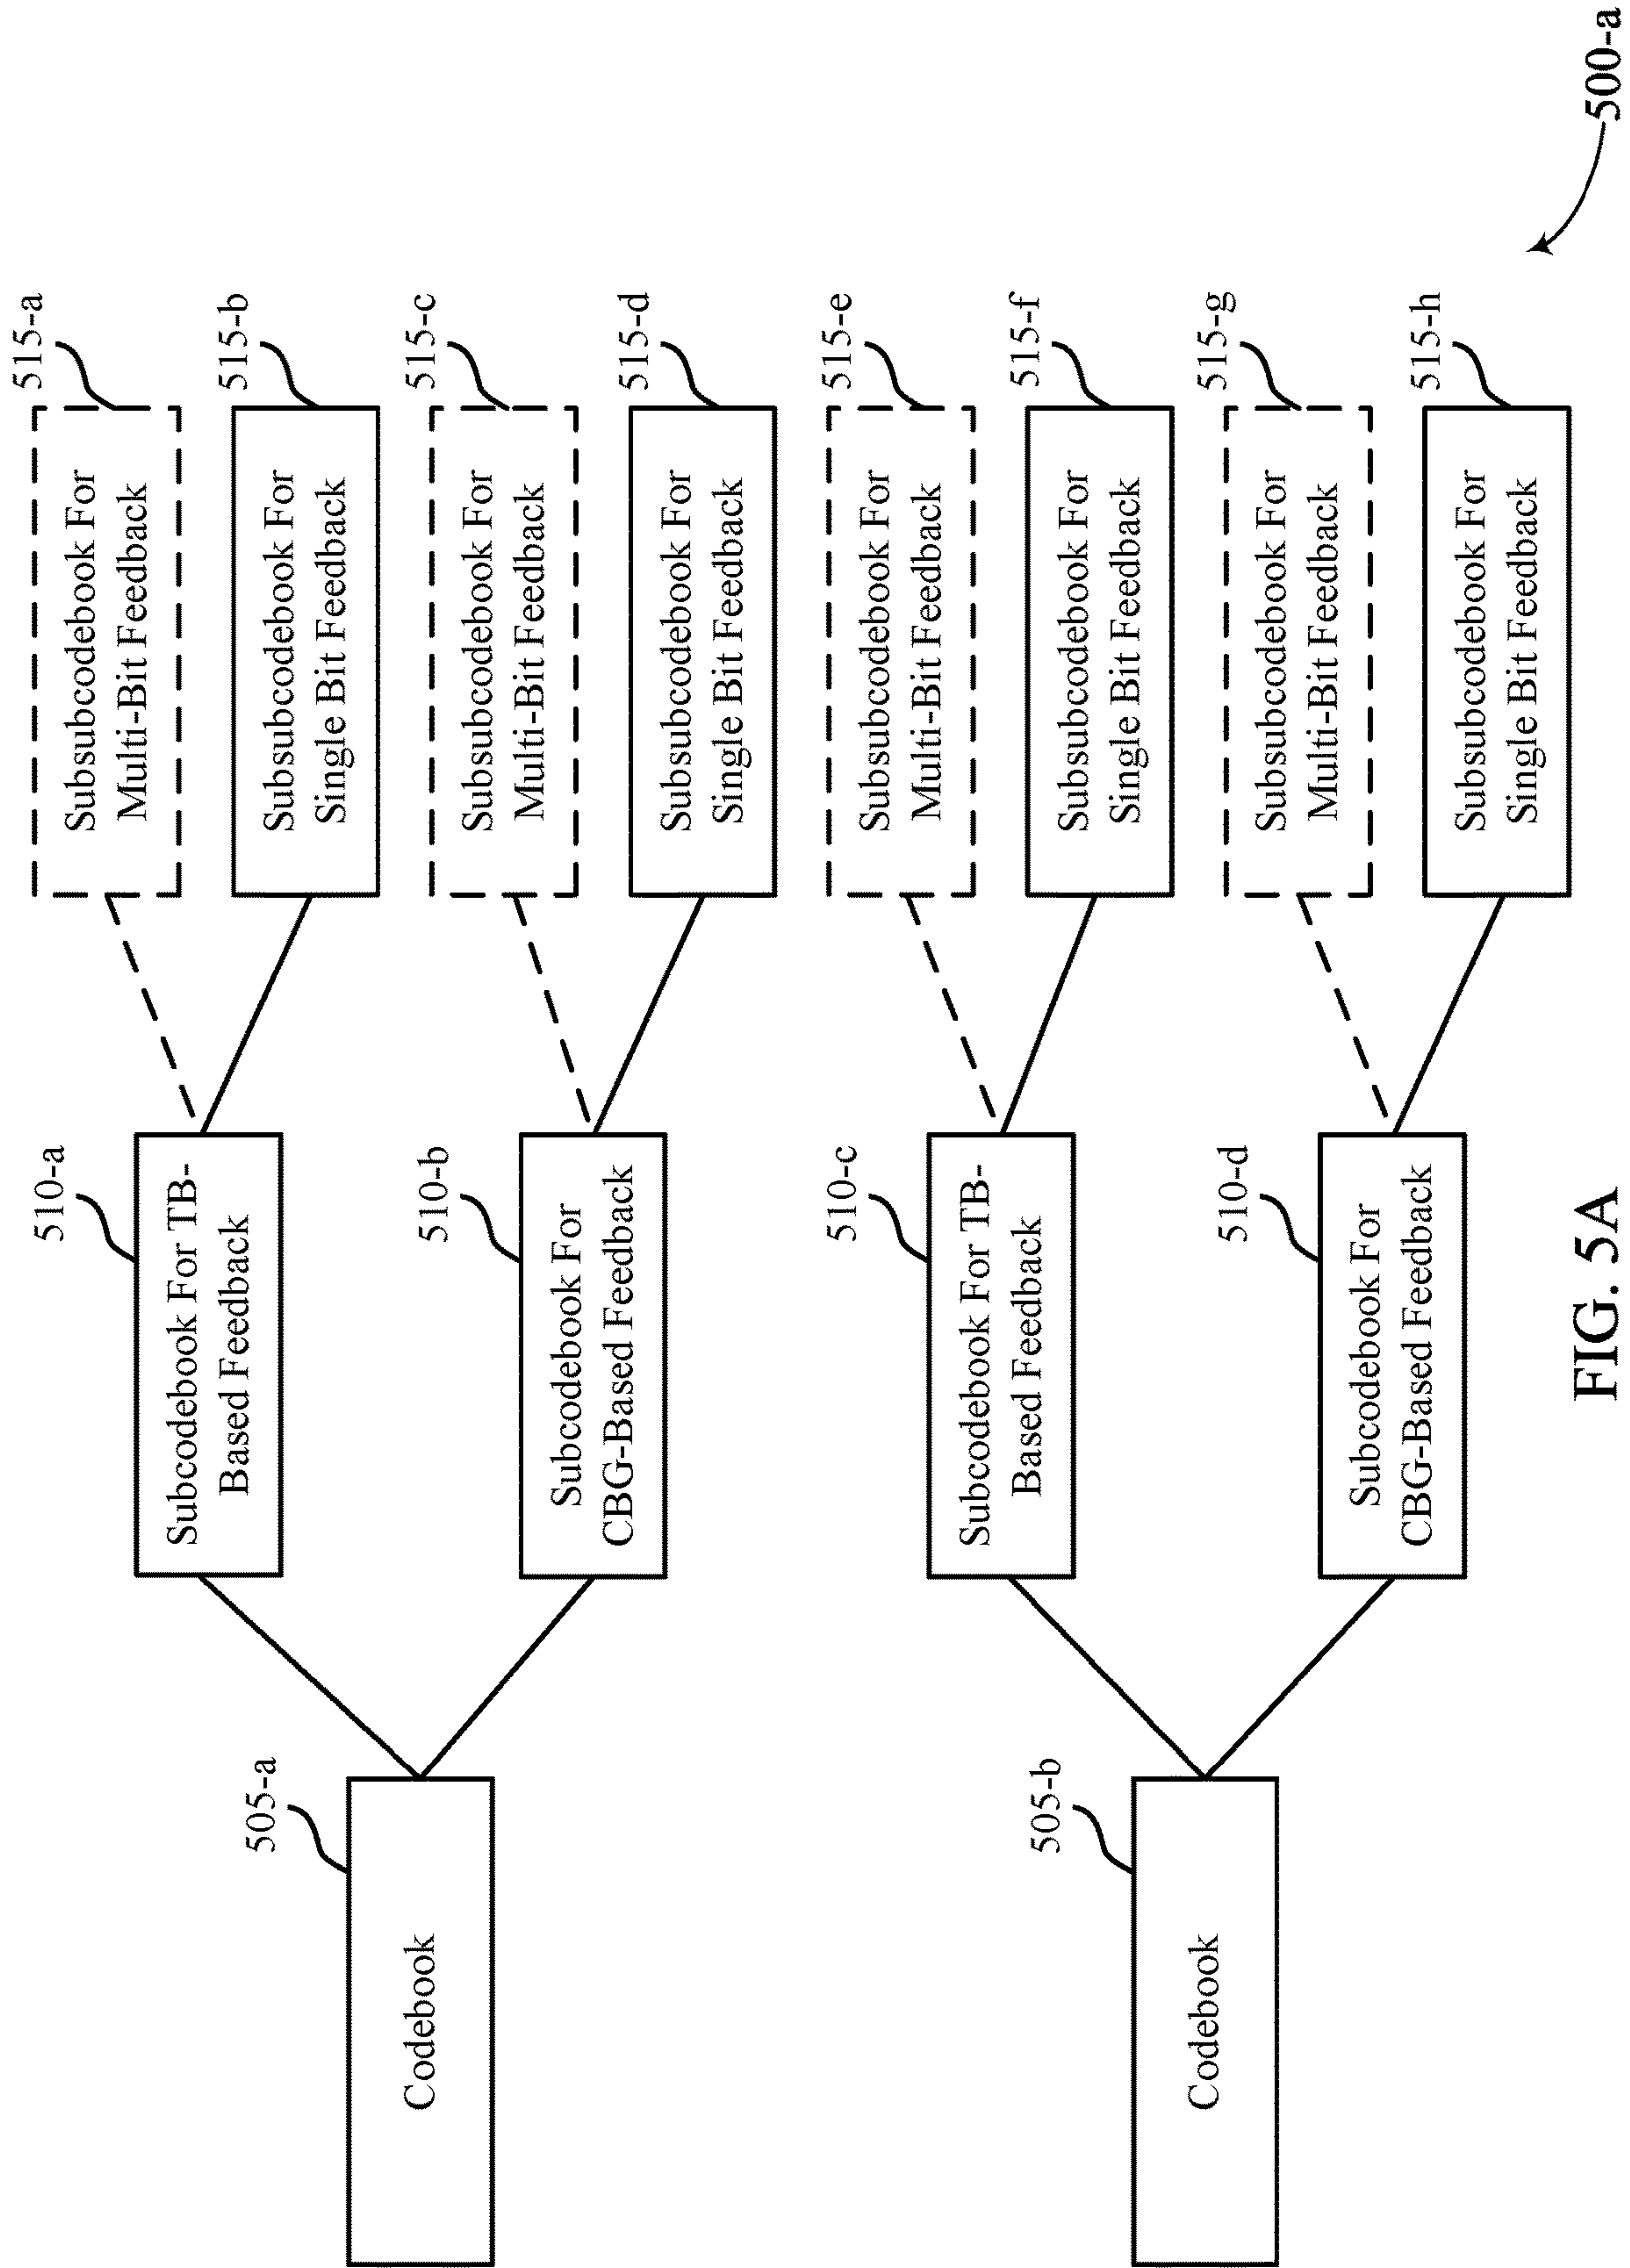 505-a
Codebook
510-a
Subcodebook For TB-
Based Feedback
510-b
Subcodebook For
CBG-Based Feedback
515-a
Subsubcodebook For
Multi-Bit Feedback
515-b
Subsubcodebook For
Single Bit Feedback
515-c
Subsubcodebook For
Multi-Bit Feedback
515-d
Subsubcodebook For
Single Bit Feedback
505-b
Codebook
510-c
Subcodebook For TB-
Based Feedback
510-d
Subcodebook For
CBG-Based Feedback
515-e
Subsubcodebook For
Multi-Bit Feedback
515-f
Subsubcodebook For
Single Bit Feedback
515-g
Subsubcodebook For
Multi-Bit Feedback
515-h
Subsubcodebook For
Single Bit Feedback
500-a
FIG. 5A